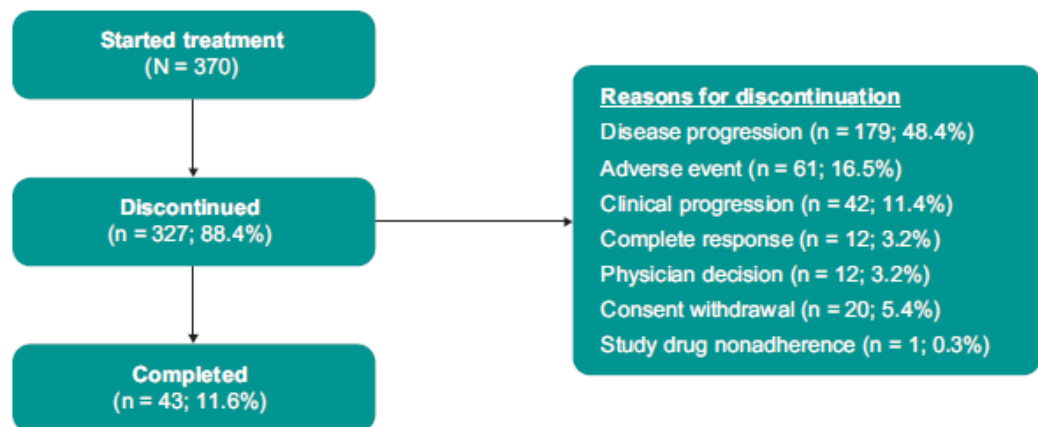 Started treatment
(N = 370)
Discontinued
(n = 327; 88.4%)
Completed
(n = 43; 11.6%)
Reasons for discontinuation
Disease progression (n = 179; 48.4%)
Adverse event (n = 61; 16.5%)
Clinical progression (n = 42; 11.4%)
Complete response (n = 12; 3.2%)
Physician decision (n = 12; 3.2%)
Consent withdrawal (n = 20; 5.4%)
Study drug nonadherence (n = 1; 0.3%)